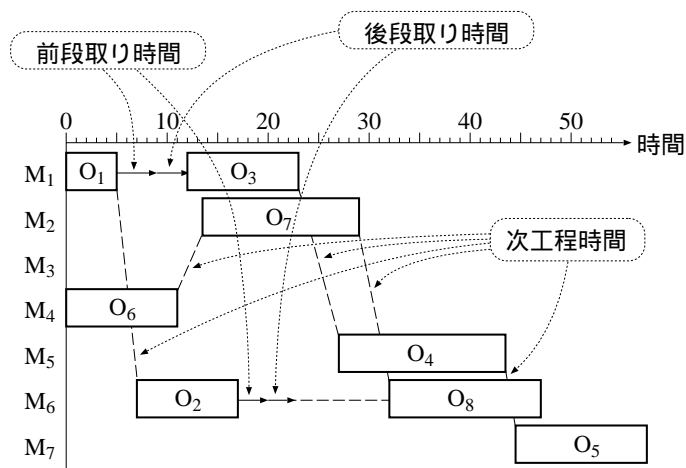 前段取り時間
後段取り時間
0 10 20 30 40 50
時間
M₁ O₁ O₃
M₂ O₇
M₃ 次工程時間
M₄ O₆
M₅ O₄
M₆ O₂ O₈
M₇ O₅